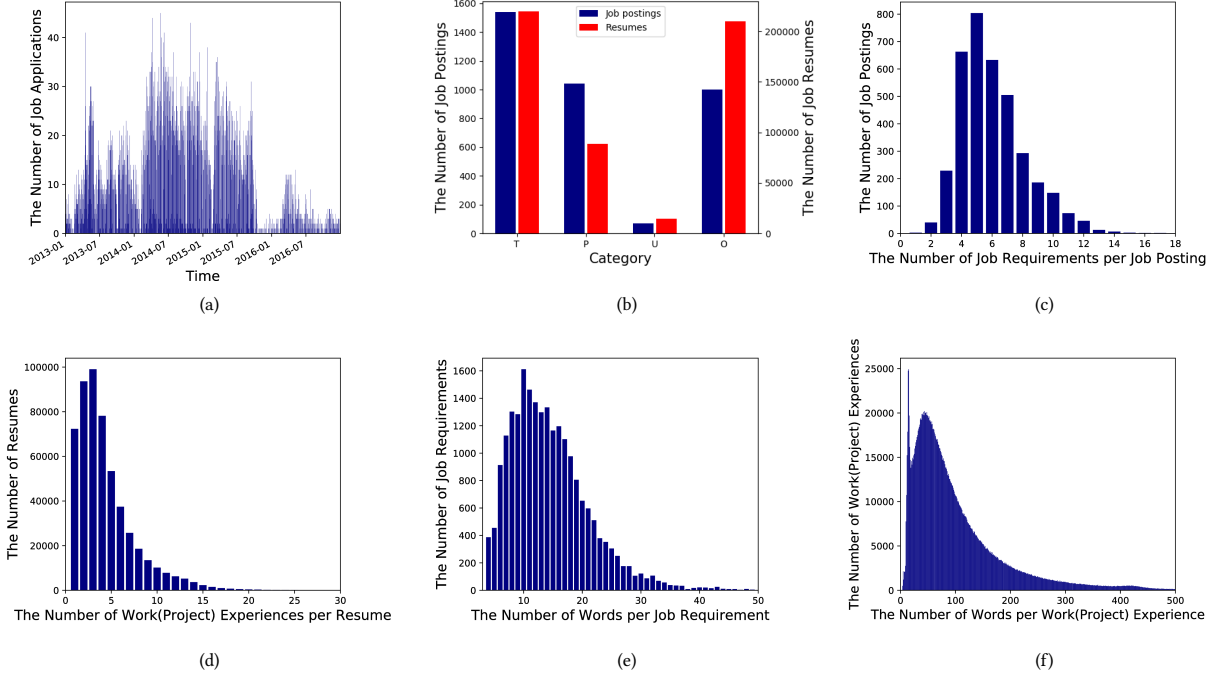 The Number of Job Applications
40
30
20
10
0
2013-01
2013-07
2014-01
2014-07
2015-01
2015-07
2016-01
2016-07
Time
(a)
The Number of Job Postings
1600
1400
1200
1000
800
600
400
200
0
Job postings
Resumes
T
P
U
O
Category
200000
150000
100000
50000
0
The Number of Job Resumes
(b)
The Number of Job Postings
800
700
600
500
400
300
200
100
0
0 2 4 6 8 10 12 14 16 18
The Number of Job Requirements per Job Posting
(c)
The Number of Resumes
100000
80000
60000
40000
20000
0
0 5 10 15 20 25 30
The Number of Work(Project) Experiences per Resume
(d)
The Number of Job Requirements
1600
1400
1200
1000
800
600
400
200
0
10 20 30 40 50
The Number of Words per Job Requirement
(e)
The Number of Work(Project) Experiences
25000
20000
15000
10000
5000
0
0 100 200 300 400 500
The Number of Words per Work(Project) Experience
(f)